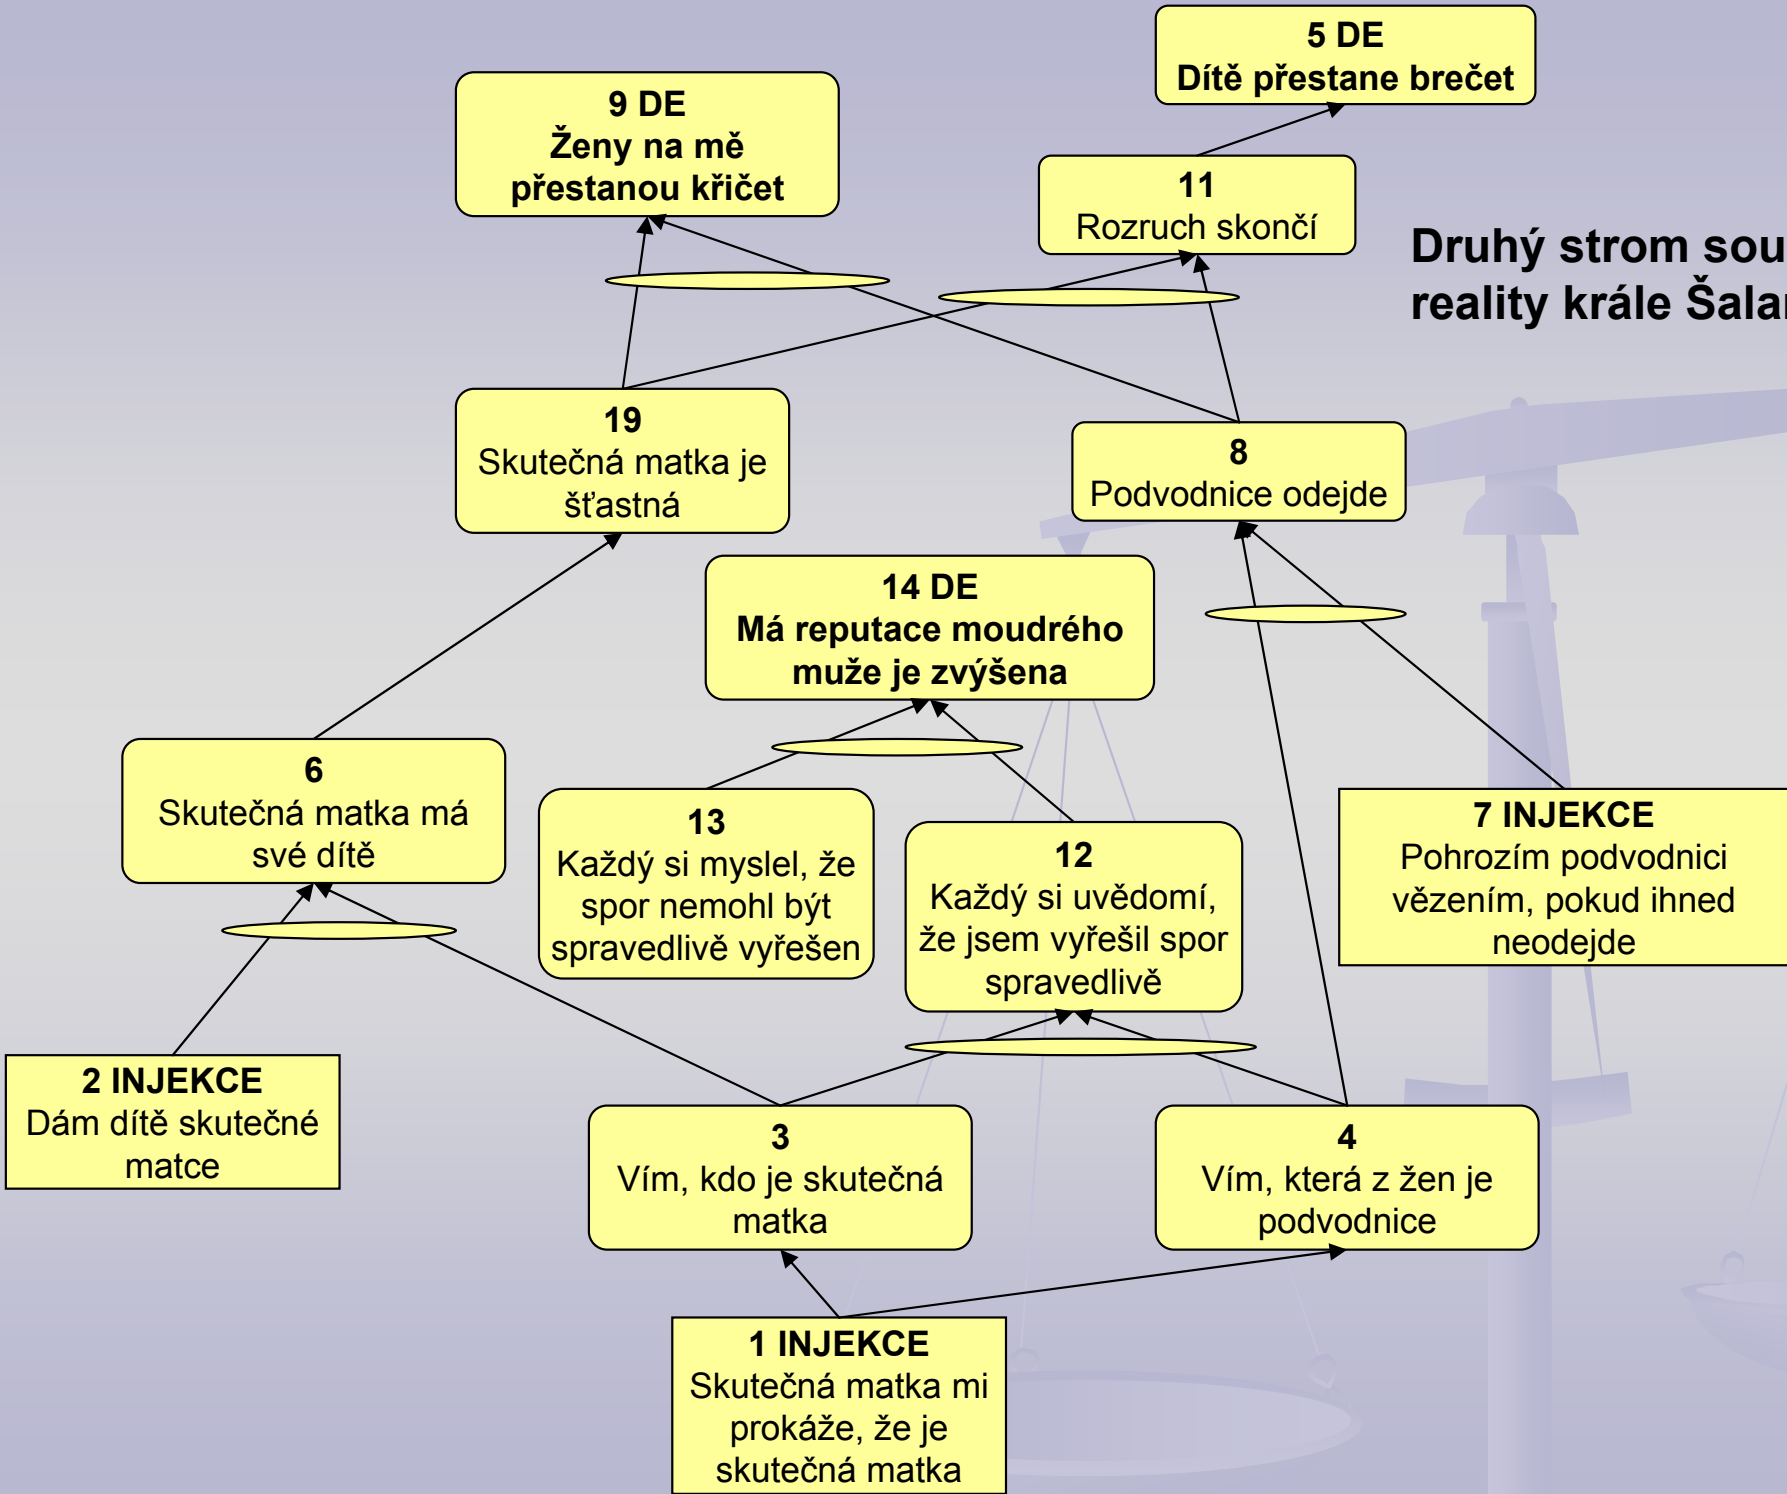 5 DE
Dítě přestane brečet
9 DE
Ženy na mě
přestanou křičet
11
Rozruch skončí
Druhý strom sou
reality krále Šala
19
Skutečná matka je
šťastná
8
Podvodnice odejde
14 DE
Má reputace moudrého
muže je zvýšena
6
Skutečná matka má
své dítě
13
Každý si myslel, že
spor nemohl být
spravedlivě vyřešen
12
Každý si uvědomí,
že jsem vyřešil spor
spravedlivě
7 INJEKCE
Pohrozím podvodnici
vězením, pokud ihned
neodejde
2 INJEKCE
Dám dítě skutečné
matce
3
Vím, kdo je skutečná
matka
4
Vím, která z žen je
podvodnice
1 INJEKCE
Skutečná matka mi
prokáže, že je
skutečná matka